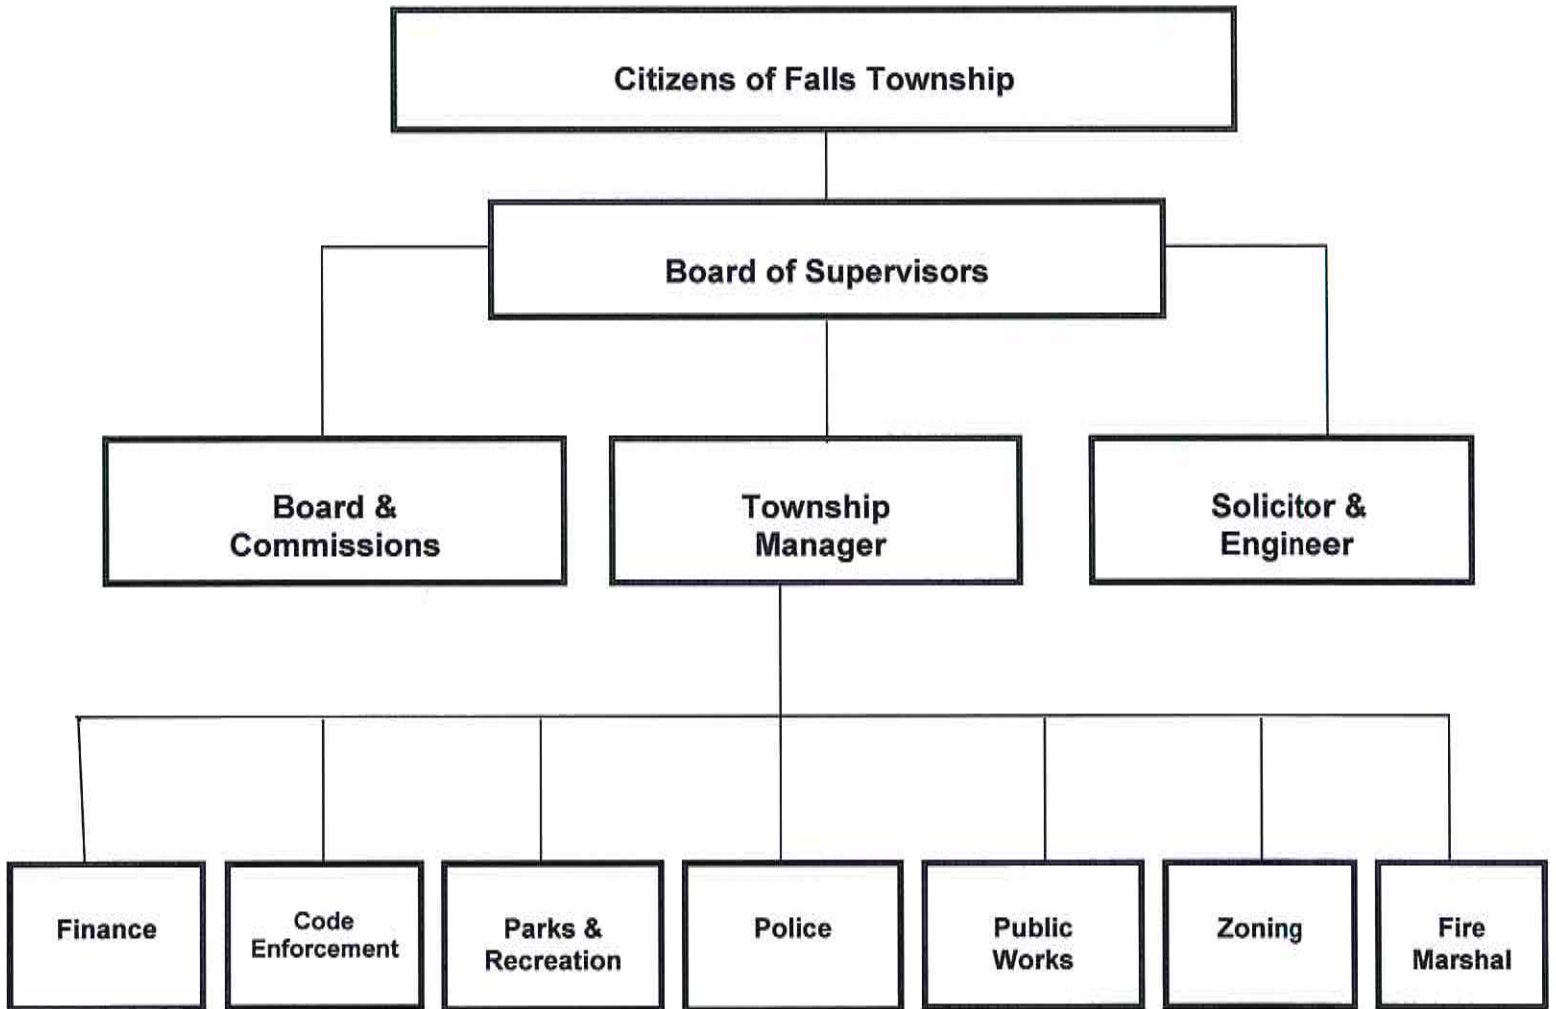 Citizens of Falls Township
Board of Supervisors
Board &
Commissions
Township
Manager
Solicitor &
Engineer
Finance
Code
Enforcement
Parks &
Recreation
Police
Public
Works
Zoning
Fire
Marshal